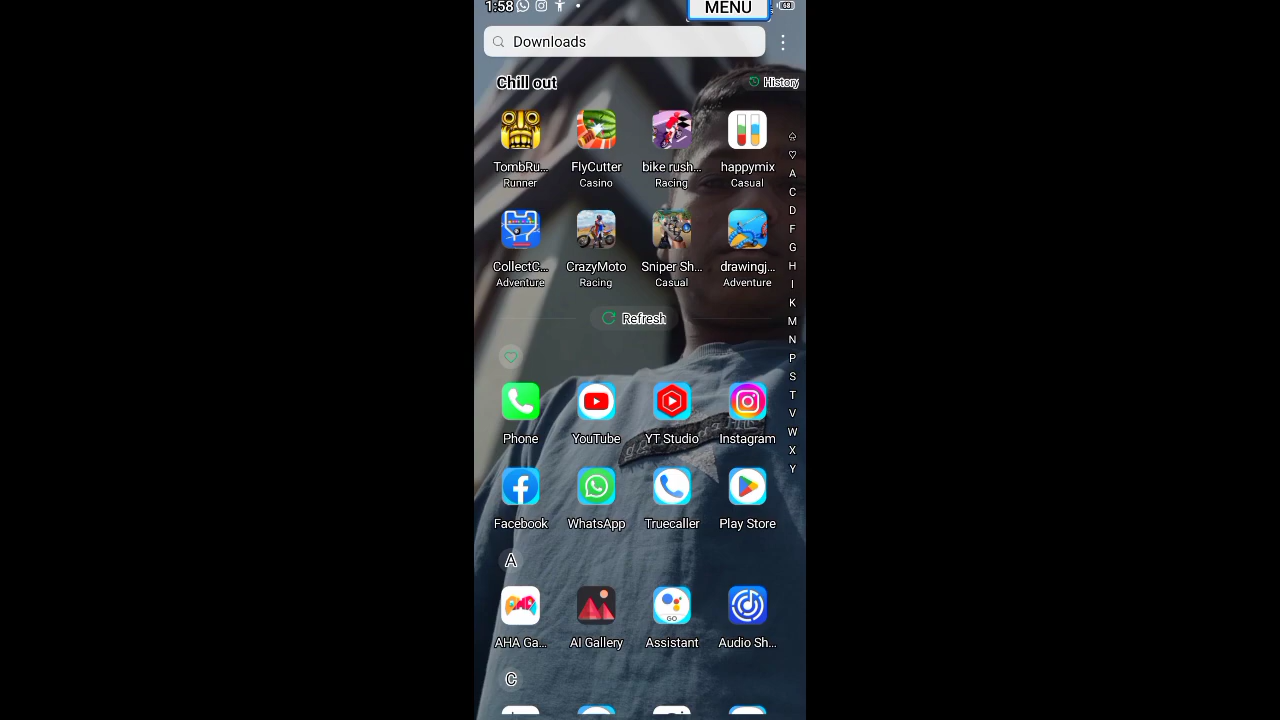 1:58
MENU
68
Downloads
Chill out
History
TombRu...
FlyCutter
bike rush...
happymix
Runner
Casino
Racing
Casual
CollectC...
CrazyMoto
Sniper Sh...
drawingj...
Adventure
Racing
Casual
Adventure
Refresh
Phone
YouTube
YT Studio
Instagram
Facebook
WhatsApp
Truecaller
Play Store
A
GO
AHA Ga...
AI Gallery
Assistant
Audio Sh...
C
A
C
D
F
G
H
I
K
M
N
P
S
T
V
W
X
Y